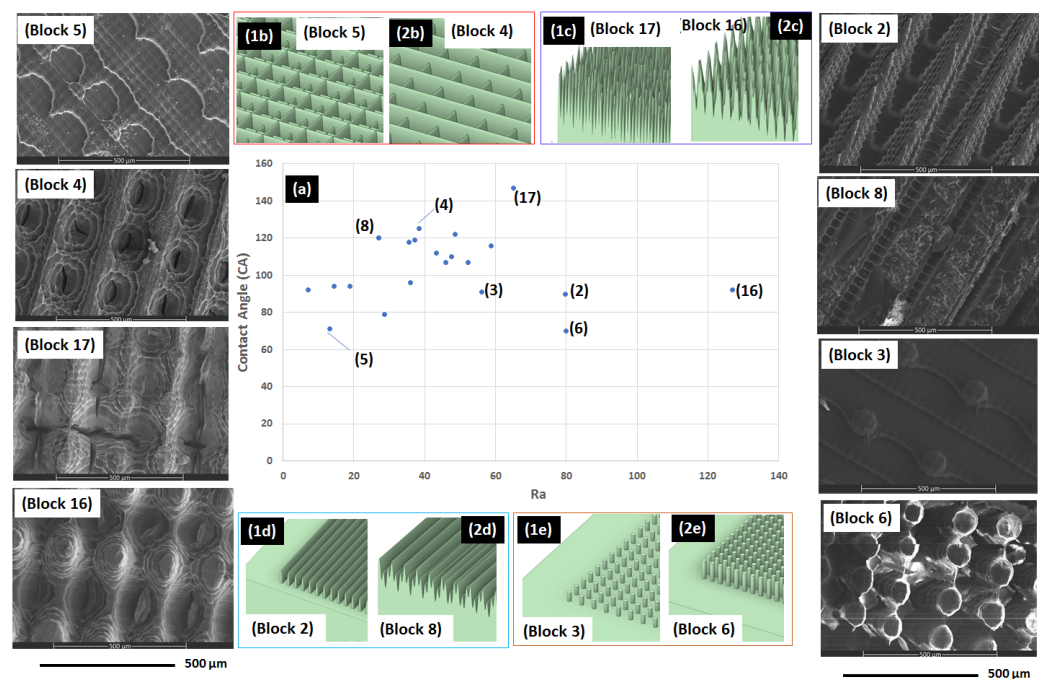 (Block 5)
500 µm
(Block 4)
500 µm
(Block 17)
500 µm
(Block 16)
500 µm
500 µm
(1b)
(Block 5)
(2b)
(Block 4)
(1c)
(Block 17)
(Block 16)
(2c)
(a)
Contact Angle (CA)
160
140
120
100
80
60
40
20
0
(17)
(4)
(8)
(3)
(2)
(16)
(6)
(5)
0 20 40 60 80 100 120 140
Ra
(1d)
(2d)
(Block 2)
(Block 8)
(1e)
(2e)
(Block 3)
(Block 6)
(Block 2)
500 µm
(Block 8)
500 µm
(Block 3)
500 µm
(Block 6)
500 µm
500 µm